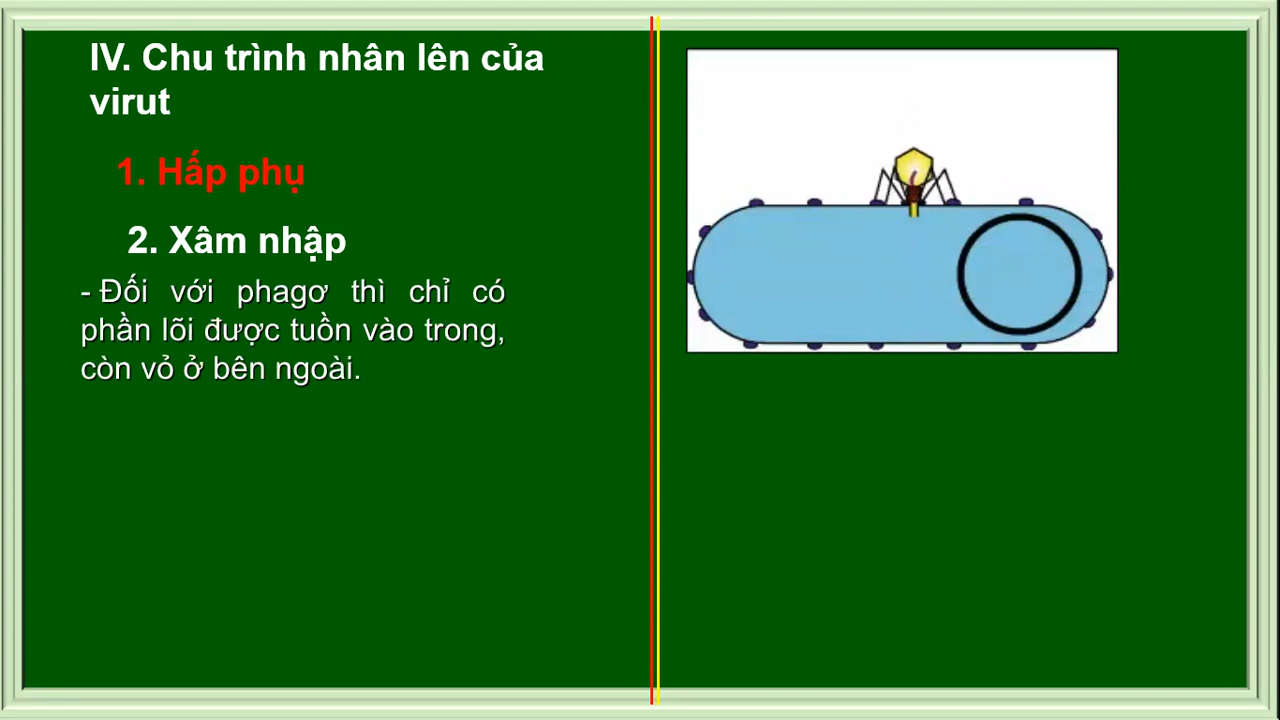 IV. Chu trình nhân lên của
virut
1. Hấp phụ
2. Xâm nhập
- Đối với phagơ thì chỉ có
phần lõi được tuồn vào trong,
còn vỏ ở bên ngoài.